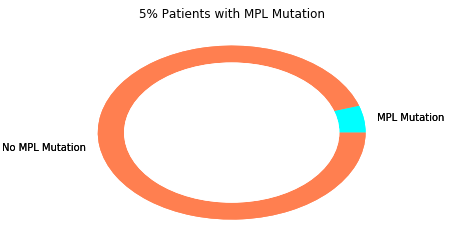 5% Patients with MPL Mutation
MPL Mutation
No MPL Mutation